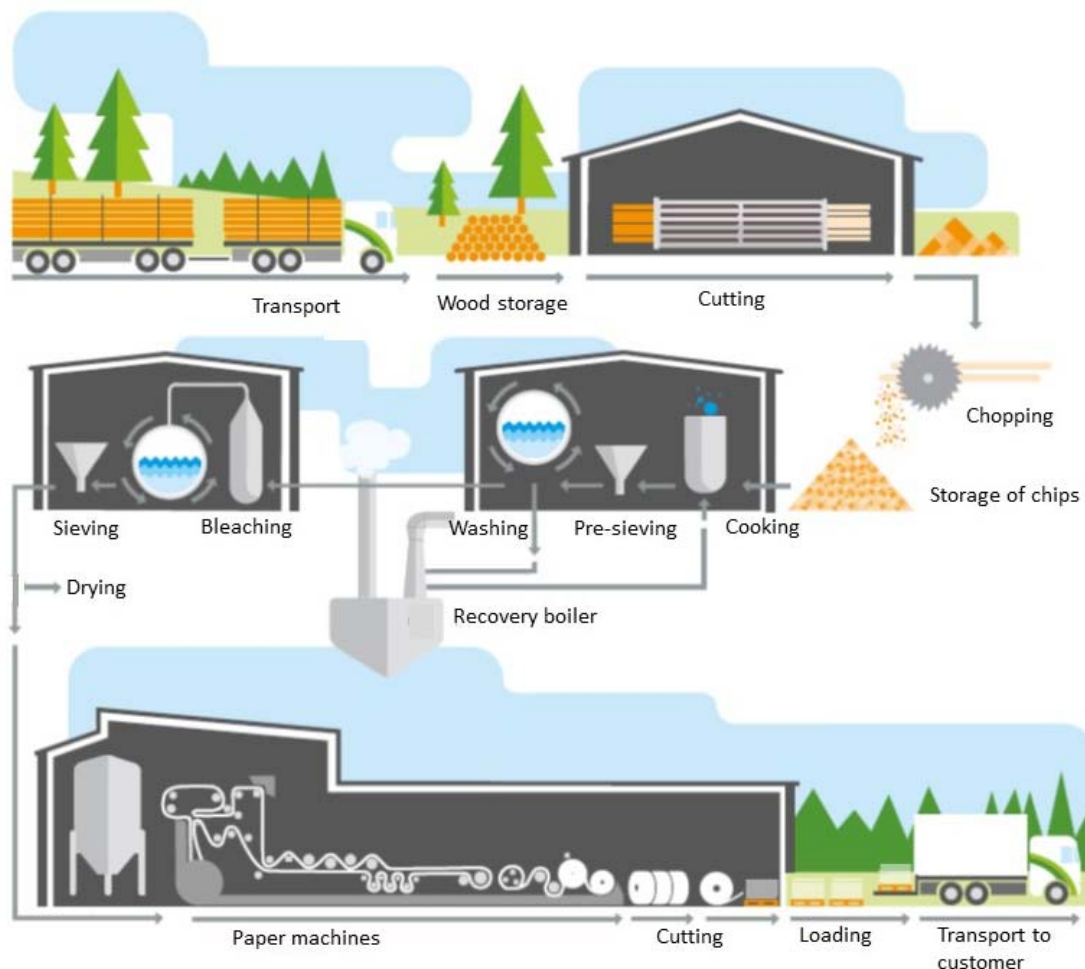 Transport
Wood storage
Cutting
Chopping
Storage of chips
Cooking
Pre-sieving
Washing
Bleaching
Sieving
Drying
Recovery boiler
Paper machines
Cutting
Loading
Transport to
customer